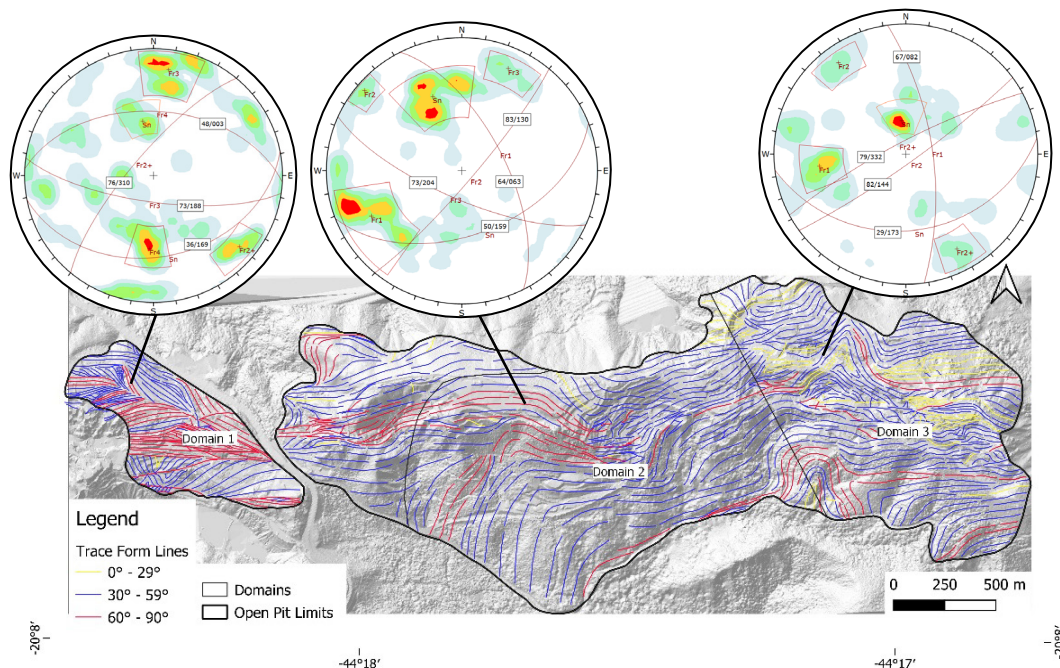 N
Fr3
Fr4
Sn
48/003
Fr2+
W
E
76/310
Fr3
73/188
36/169
Fr4
Sn
Fr2+
S
N
Fr2
Sn
Fr3
83/130
Fr1
W
E
73/204
Fr2
64/063
Fr3
Fr1
50/159
Sn
S
N
Fr2
67/082
Sn
Fr2+
79/332
Fr1
W
E
Fr1
82/144
29/173
Sn
Fr2+
S
Domain 1
Domain 2
Domain 3
Legend
Trace Form Lines
0° - 29°
30° - 59°
60° - 90°
Domains
Open Pit Limits
0 250 500 m
-20°8'
-44°18'
-44°17'
-20°8'